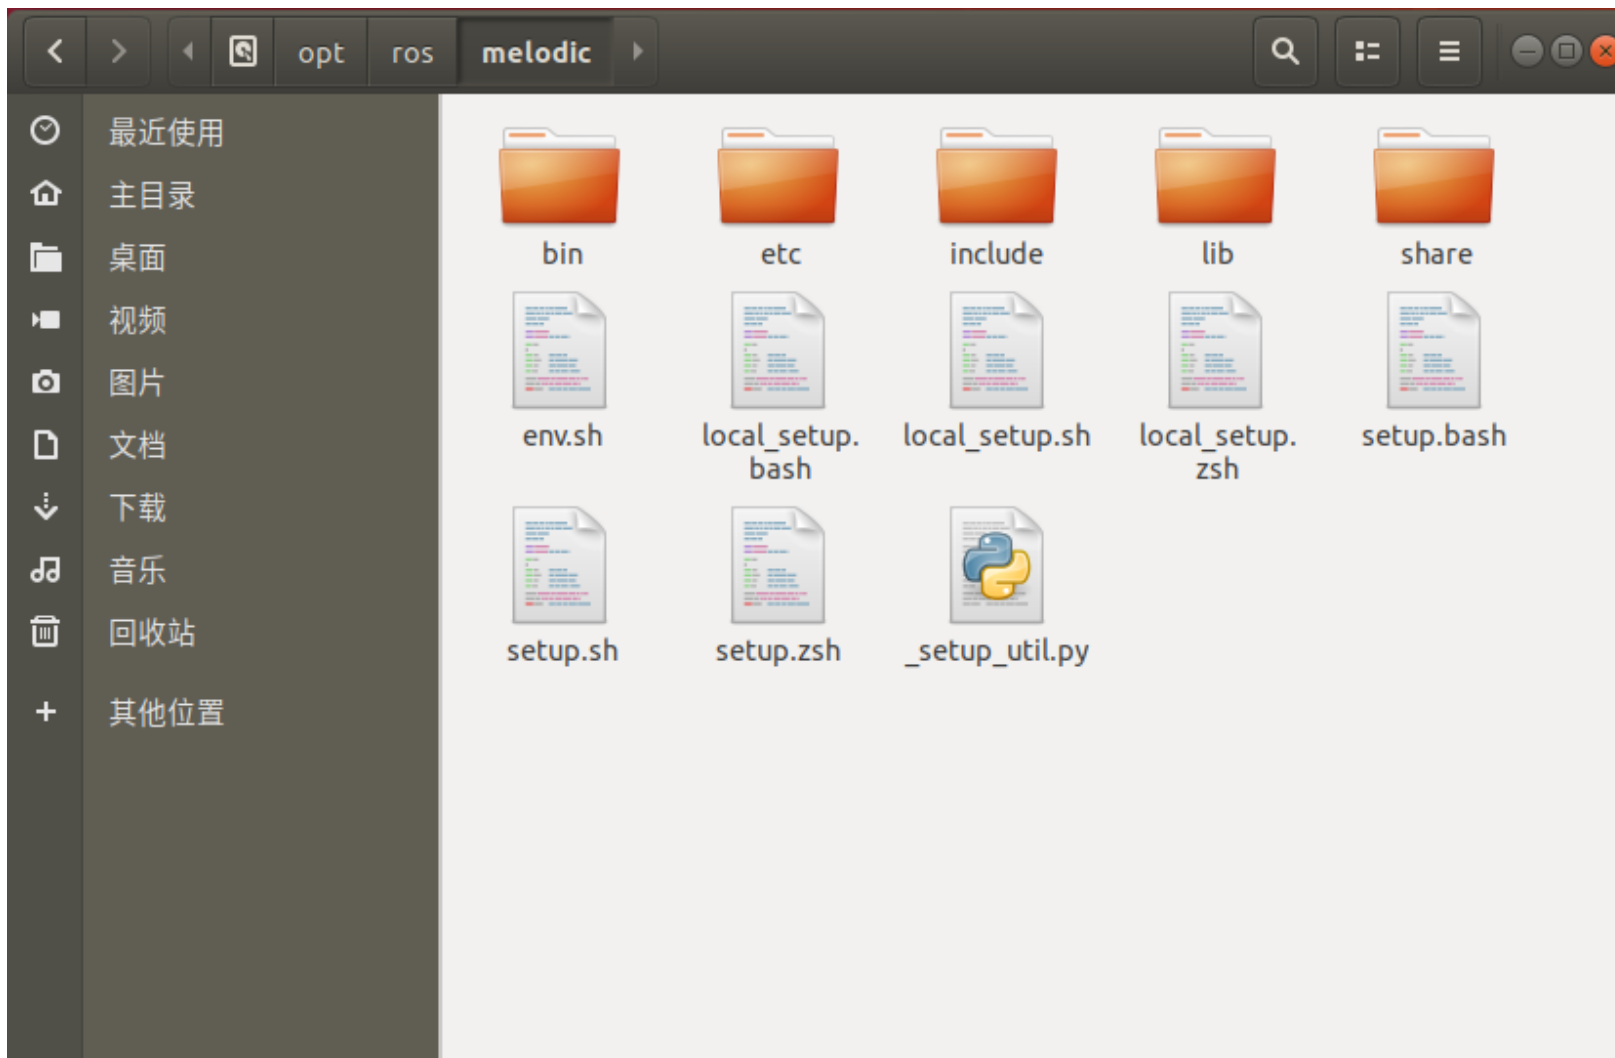 opt ros melodic
最近使用
主目录
桌面
视频
图片
文档
下载
音乐
回收站
其他位置
bin etc include lib share
env.sh local_setup.bash local_setup.sh local_setup.zsh setup.bash
setup.sh setup.zsh _setup_util.py